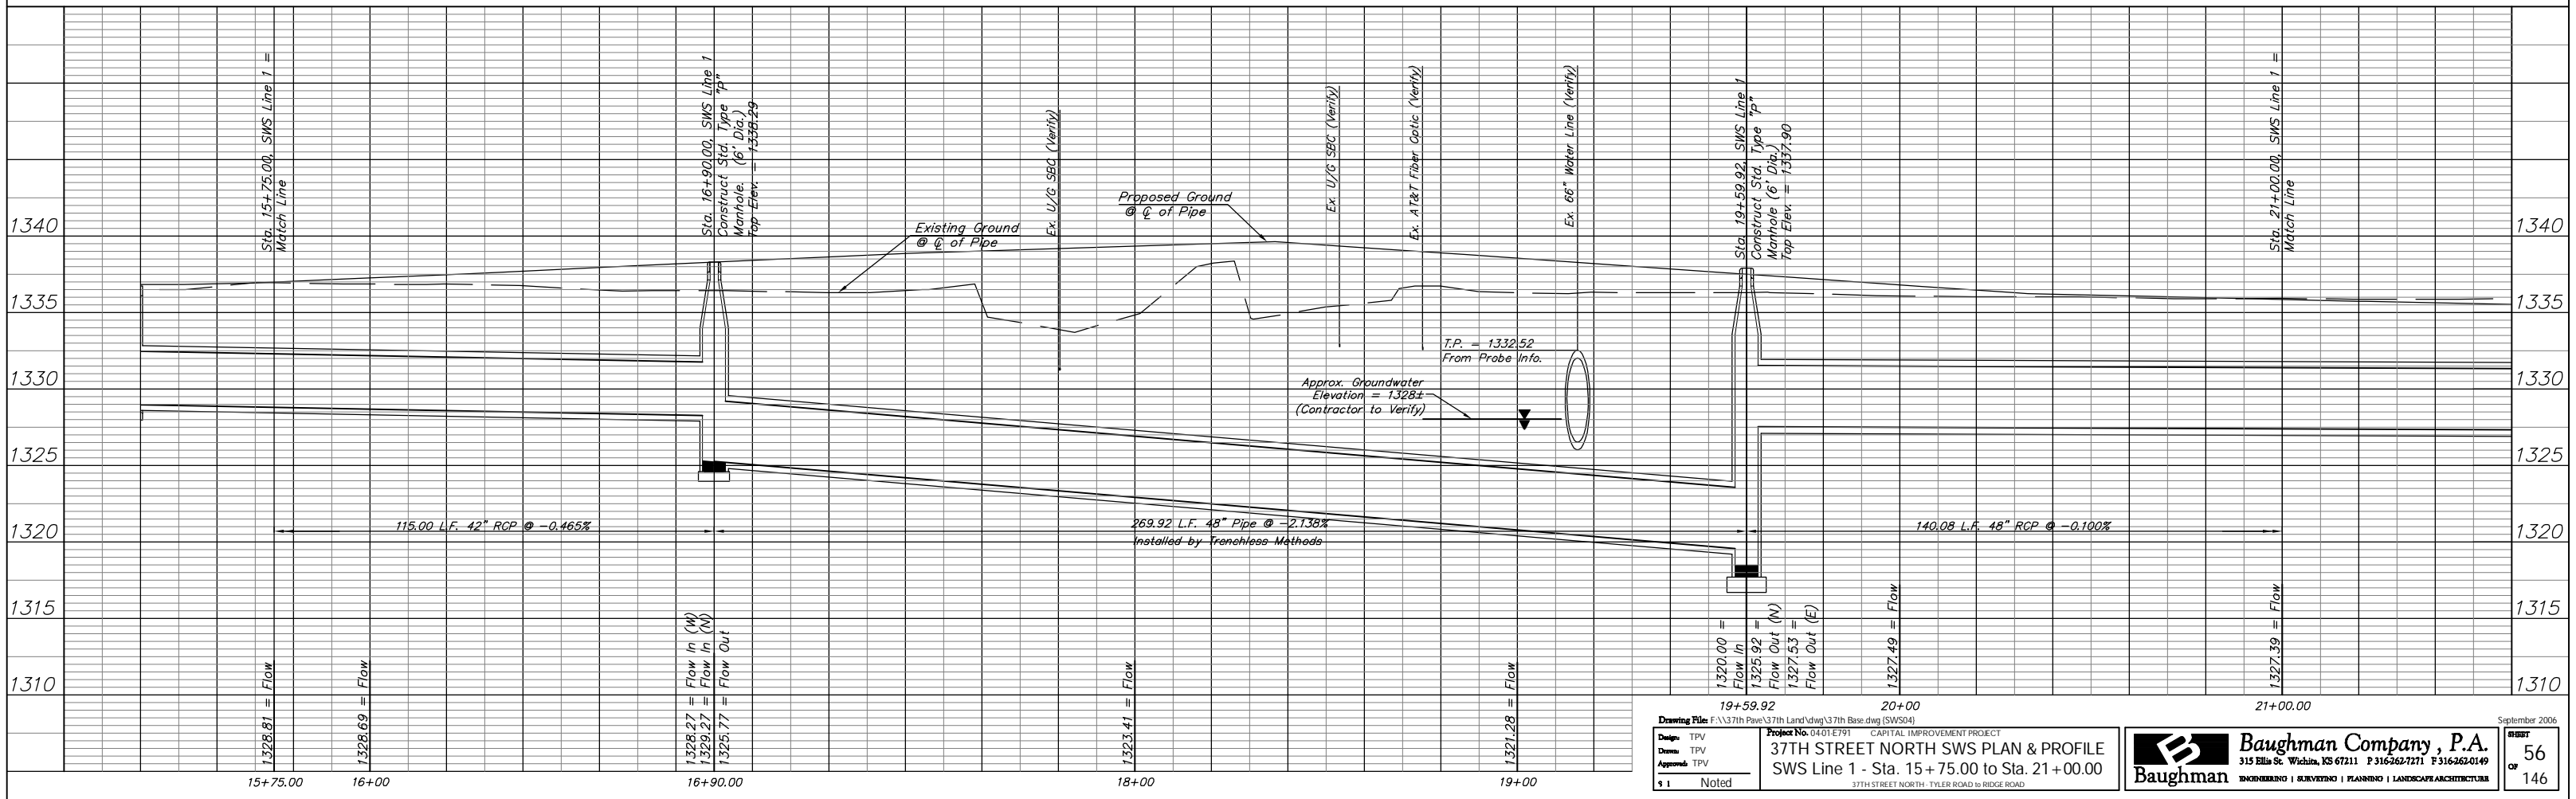 Sta. 15+75.00, SWS Line 1 =
Match Line
Sta. 16+90.00, SWS Line 1
Construct Std. Type "P"
Manhole. (6' Dia.)
Top Elev. = 1338.29
Ex. U/G SBC (Verify)
Ex. U/G SBC (Verify)
Ex. AT&T Fiber Optic (Verify)
Ex. 66" Water Line (Verify)
Sta. 19+59.92, SWS Line 1
Construct Std. Type "P"
Manhole (6' Dia.)
Top Elev. = 1337.90
Sta. 21+00.00, SWS Line 1 =
Match Line
Existing Ground
@ ℄ of Pipe
Proposed Ground
@ ℄ of Pipe
1340
1340
1335
1335
1330
1330
1325
1325
1320
1320
1315
1315
1310
1310
T.P. = 1332.52
From Probe Info.
Approx. Groundwater
Elevation = 1328±
(Contractor to Verify)
115.00 L.F. 42" RCP @ -0.465%
269.92 L.F. 48" Pipe @ -2.138%
Installed by Trenchless Methods
140.08 L.F. 48" RCP @ -0.100%
1328.81 = Flow
1328.69 = Flow
1328.27 = Flow In (W)
1329.27 = Flow In (N)
1325.77 = Flow Out
1323.41 = Flow
1321.28 = Flow
1320.00 =
Flow In
1325.92 =
Flow Out (N)
1327.53 =
Flow Out (E)
1327.49 = Flow
1327.39 = Flow
15+75.00
16+00
16+90.00
18+00
19+00
19+59.92
20+00
21+00.00
Drawing File: F:\\37th Pave\37th Land\dwg\37th Base.dwg (SWS04)
September 2006
Design: TPV
Drawn: TPV
Approved: TPV
S 1 Noted
Project No. 04-01-E791 CAPITAL IMPROVEMENT PROJECT
37TH STREET NORTH SWS PLAN & PROFILE
SWS Line 1 - Sta. 15+75.00 to Sta. 21+00.00
37TH STREET NORTH - TYLER ROAD to RIDGE ROAD
B
Baughman
Baughman Company, P.A.
315 Ellis St. Wichita, KS 67211 P 316-262-7271 F 316-262-0149
ENGINEERING | SURVEYING | PLANNING | LANDSCAPE ARCHITECTURE
SHEET
56
OF
146